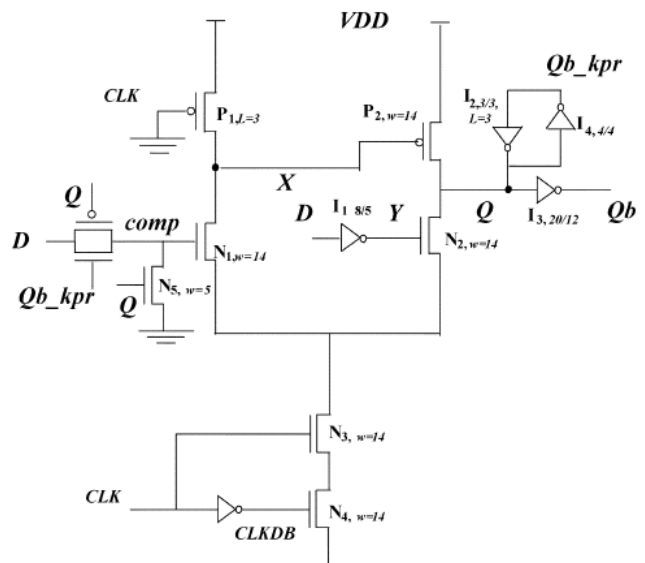 VDD
CLK
P1,L=3
P2, w=14
Qb_kpr
I2,3/3,
L=3
I4, 4/4
X
Q
D
comp
N1,w=14
D
I1 8/5
Y
N2, w=14
Q
I3, 20/12
Qb
Qb_kpr
Q
N5, w=5
N3, w=14
CLK
CLKDB
N4, w=14